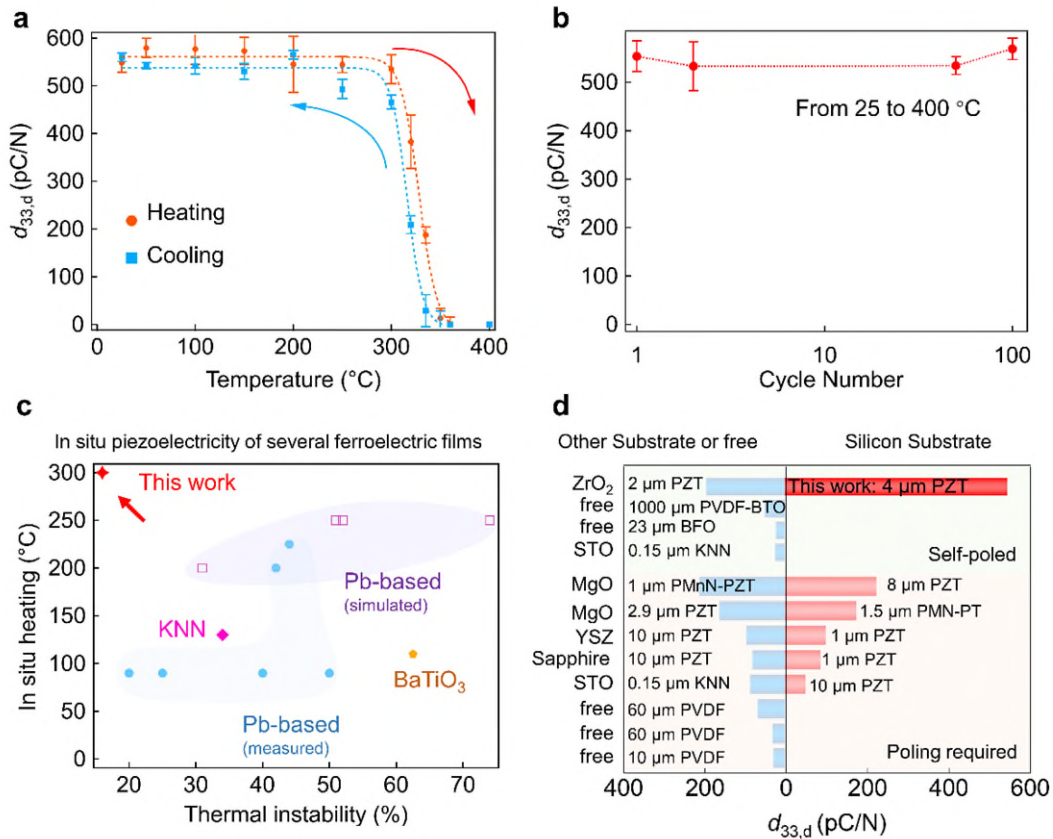 a
600
500
400
300
200
100
0
d33,d (pC/N)
Heating
Cooling
0
100
200
300
400
Temperature (°C)
b
500
400
300
200
100
0
d33,d (pC/N)
From 25 to 400 °C
1
10
100
Cycle Number
c
In situ piezoelectricity of several ferroelectric films
300
250
200
150
100
50
0
In situ heating (°C)
This work
Pb-based
(simulated)
KNN
BaTiO3
Pb-based
(measured)
20
30
40
50
60
70
Thermal instability (%)
d
Other Substrate or free
Silicon Substrate
ZrO2 2 μm PZT This work: 4 μm PZT
free 1000 μm PVDF-BTO
free 23 μm BFO
STO 0.15 μm KNN
Self-poled
MgO 1 μm PMnN-PZT 8 μm PZT
MgO 2.9 μm PZT 1.5 μm PMN-PT
YSZ 10 μm PZT 1 μm PZT
Sapphire 10 μm PZT 1 μm PZT
STO 0.15 μm KNN 10 μm PZT
free 60 μm PVDF
free 60 μm PVDF
free 10 μm PVDF
Poling required
400 200 0 200 400 600
d33,d (pC/N)